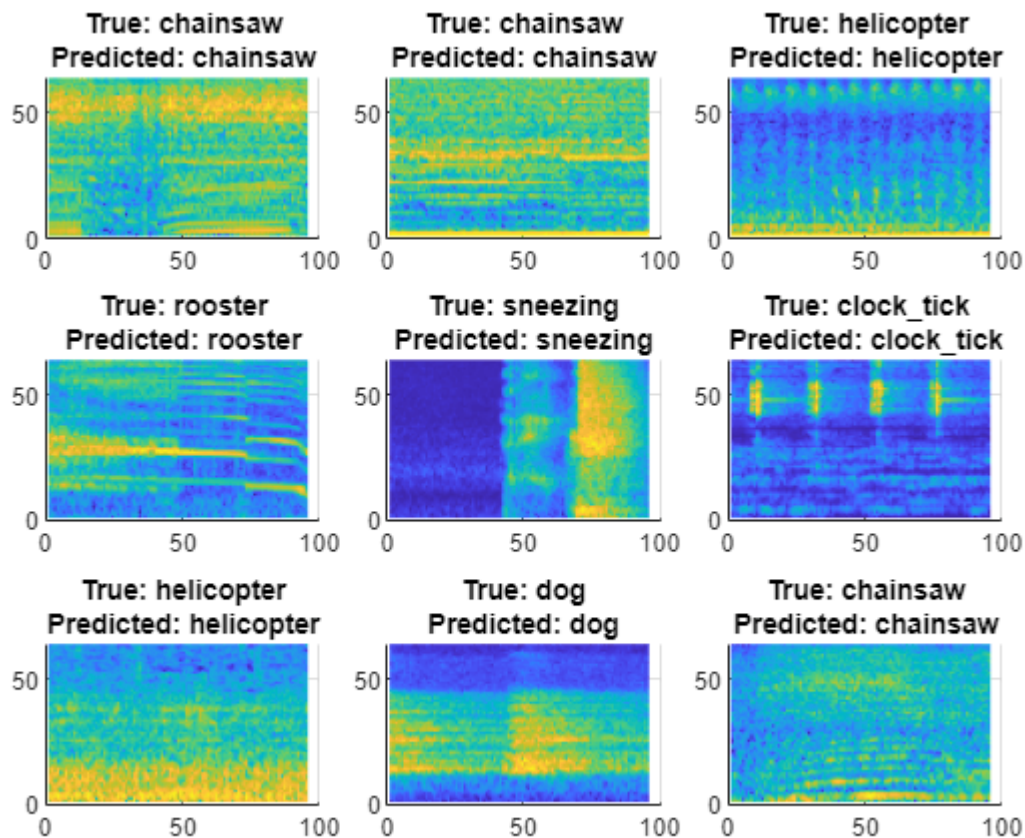 True: chainsaw
Predicted: chainsaw
50
0
0
50
100
True: chainsaw
Predicted: chainsaw
50
0
0
50
100
True: helicopter
Predicted: helicopter
50
0
0
50
100
True: rooster
Predicted: rooster
50
0
0
50
100
True: sneezing
Predicted: sneezing
50
0
0
50
100
True: clock_tick
Predicted: clock_tick
50
0
0
50
100
True: helicopter
Predicted: helicopter
50
0
0
50
100
True: dog
Predicted: dog
50
0
0
50
100
True: chainsaw
Predicted: chainsaw
50
0
0
50
100